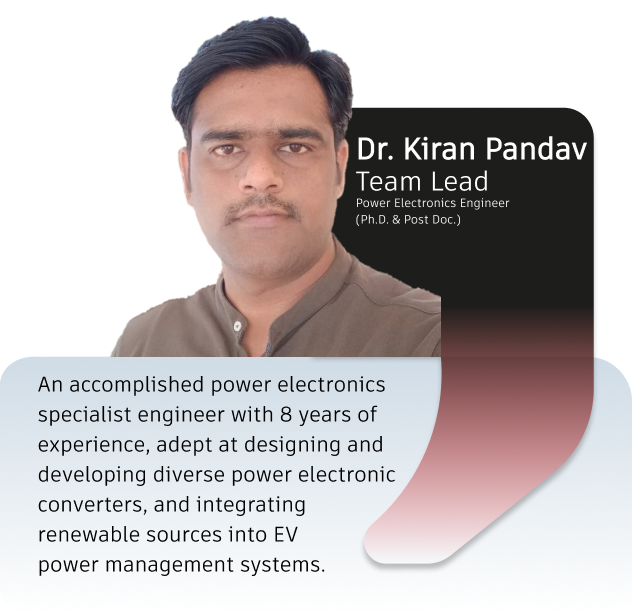 Dr. Kiran Pandav
Team Lead
Power Electronics Engineer
(Ph.D. & Post Doc.)
An accomplished power electronics
specialist engineer with 8 years of
experience, adept at designing and
developing diverse power electronic
converters, and integrating
renewable sources into EV
power management systems.